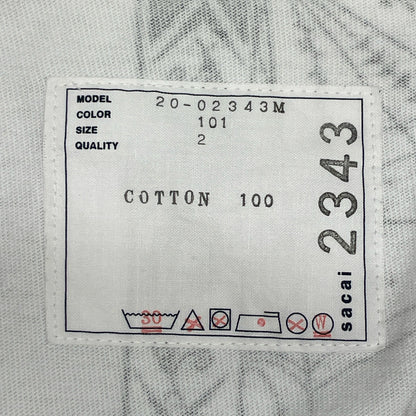 MODEL 20-02343M
COLOR 101
SIZE 2
QUALITY
COTTON 100
30
W
sacai 2343